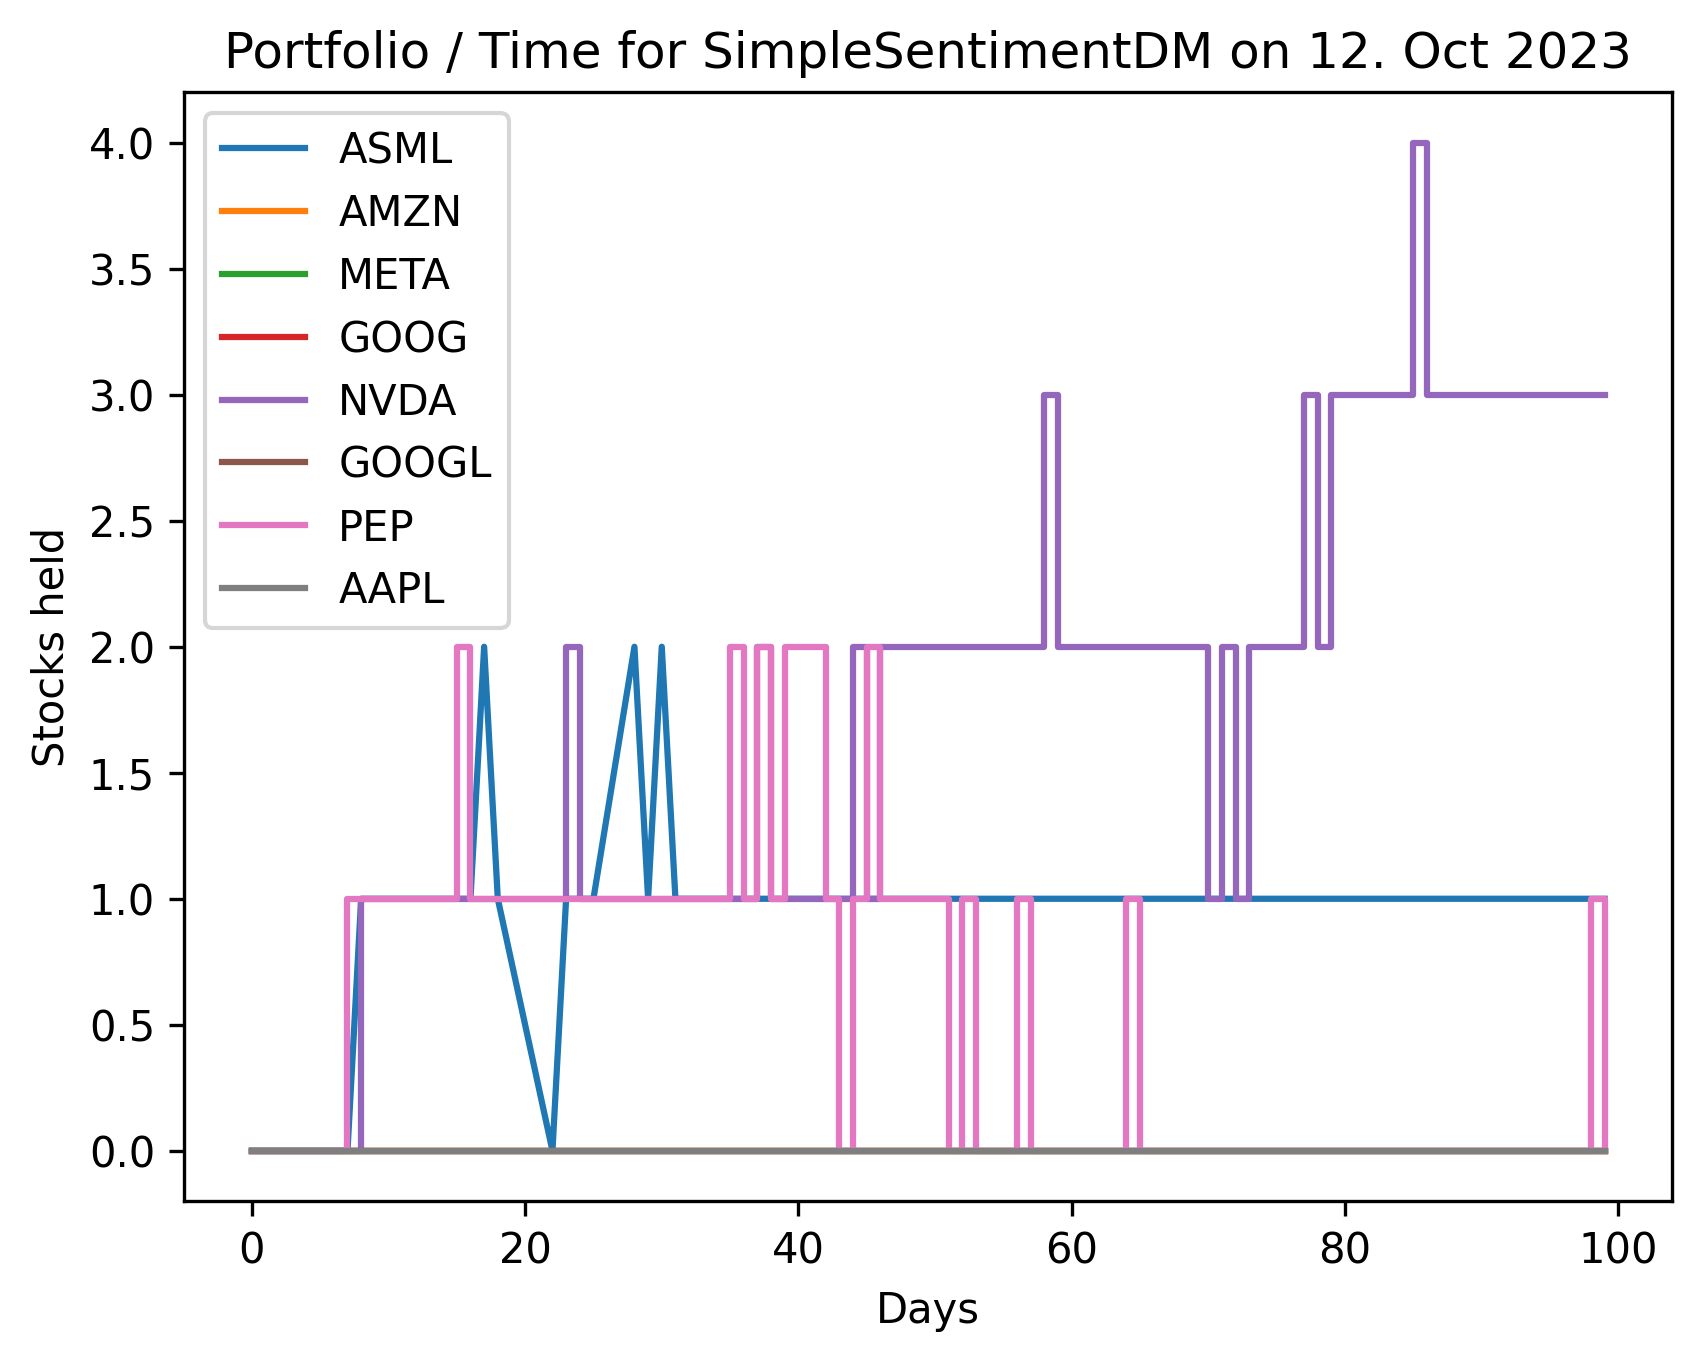 Portfolio / Time for SimpleSentimentDM on 12. Oct 2023
ASML
AMZN
META
GOOG
NVDA
GOOGL
PEP
AAPL
Stocks held
4.0
3.5
3.0
2.5
2.0
1.5
1.0
0.5
0.0
0 20 40 60 80 100
Days